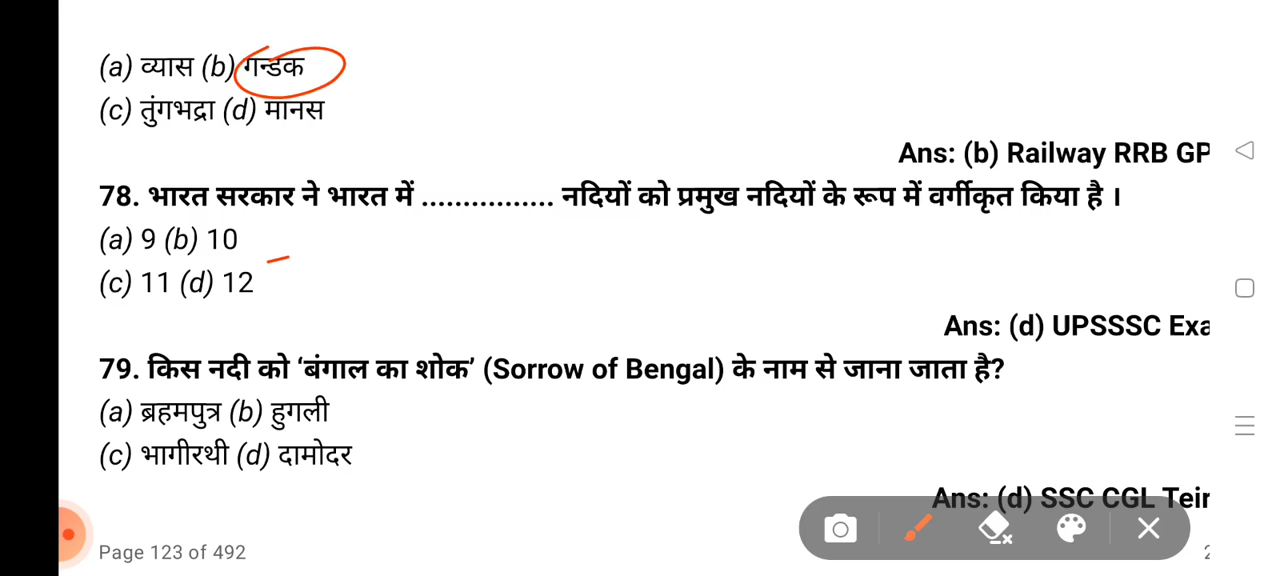 (a) व्यास (b) गन्डक
(c) तुंगभद्रा (d) मानस
Ans: (b) Railway RRB GP
78. भारत सरकार ने भारत में ................ नदियों को प्रमुख नदियों के रूप में वर्गीकृत किया है ।
(a) 9 (b) 10
(c) 11 (d) 12
Ans: (d) UPSSSC Exa
79. किस नदी को ‘बंगाल का शोक’ (Sorrow of Bengal) के नाम से जाना जाता है?
(a) ब्रहमपुत्र (b) हुगली
(c) भागीरथी (d) दामोदर
Ans: (d) SSC CGL Teir
Page 123 of 492